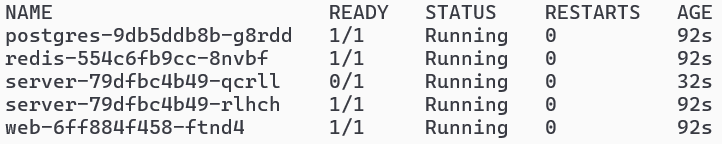 NAME                       READY   STATUS    RESTARTS   AGE
postgres-9db5ddb8b-g8rdd   1/1     Running   0          92s
redis-554c6fb9cc-8nvbf     1/1     Running   0          92s
server-79dfbc4b49-qcrll    0/1     Running   0          32s
server-79dfbc4b49-rlhch    1/1     Running   0          92s
web-6ff884f458-ftnd4       1/1     Running   0          92s